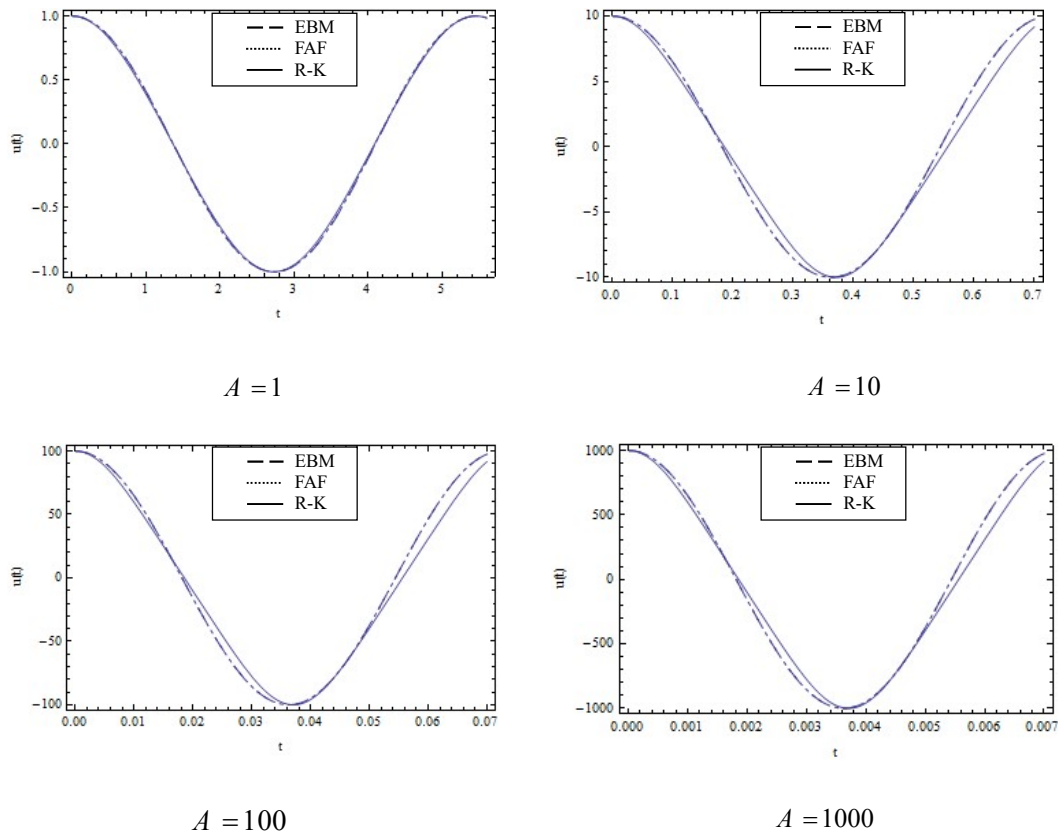 EBM
FAF
R-K
1.0
0.5
0.0
−0.5
−1.0
u(t)
0 1 2 3 4 5
t
A = 1
EBM
FAF
R-K
10
5
0
−5
−10
u(t)
0.0 0.1 0.2 0.3 0.4 0.5 0.6 0.7
t
A = 10
EBM
FAF
R-K
100
50
0
−50
−100
u(t)
0.00 0.01 0.02 0.03 0.04 0.05 0.06 0.07
t
A = 100
EBM
FAF
R-K
1000
500
0
−500
−1000
u(t)
0.000 0.001 0.002 0.003 0.004 0.005 0.006 0.007
t
A = 1000